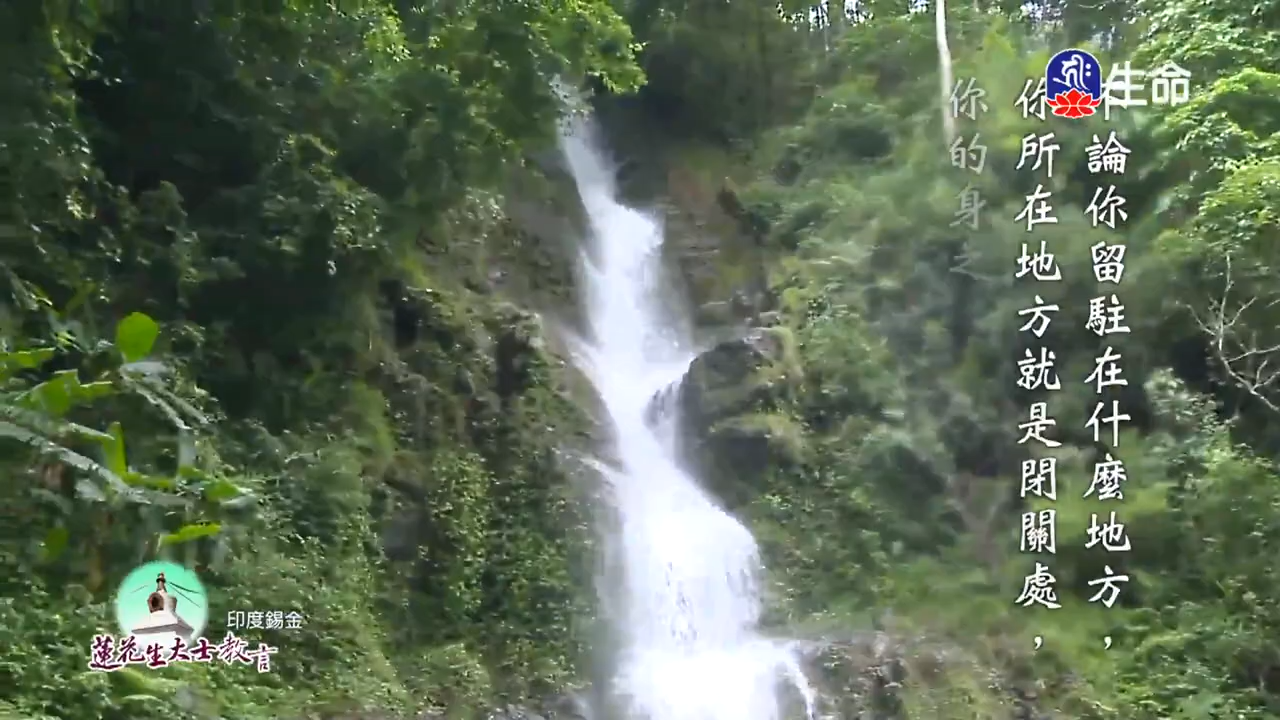 生命
論你留駐在什麼地方，
你所在地方就是閉關處，
你的身之
印度錫金
蓮花生大士教言